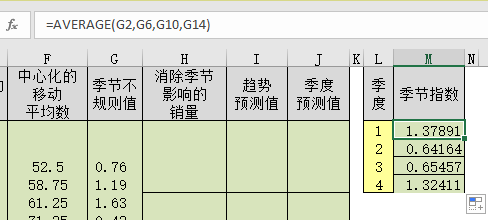 fx =AVERAGE(G2,G6,G10,G14)
F G H I J K L M N
中心化的
移动
平均数
季节不
规则值
消除季节
影响的
销量
趋势
预测值
季度
预测值
季
度
季节指数
1 1.37891
2 0.64164
3 0.65457
4 1.32411
52.5 0.76
58.75 1.19
61.25 1.63